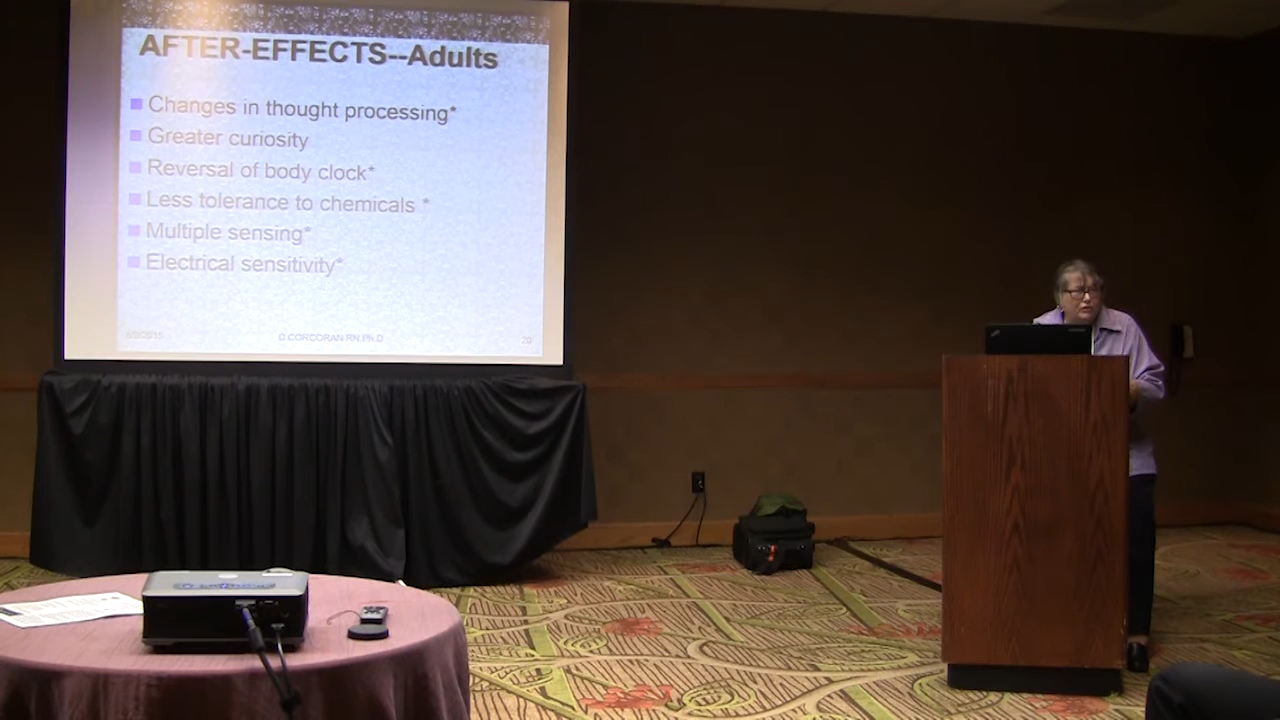 AFTER-EFFECTS--Adults
Changes in thought processing*
Greater curiosity
Reversal of body clock*
Less tolerance to chemicals *
Multiple sensing*
Electrical sensitivity*
D.CORCORAN RN,Ph.D
20